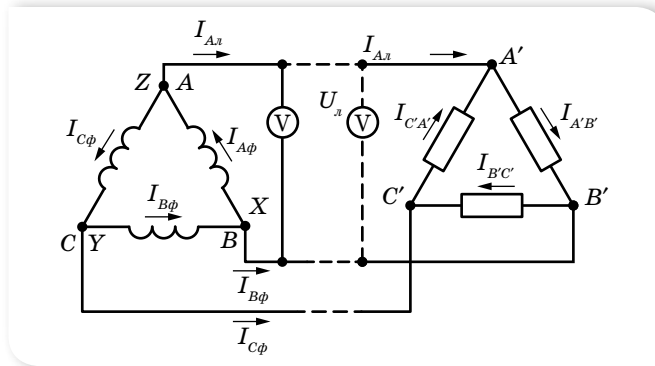 I_Aл I_Aл
Z A A′
U_л
V V
I_Cф I_Aф I_C′A′ I_A′B′
I_Bф X I_B′C′
C Y B C′ B′
I_Bф
I_Cф